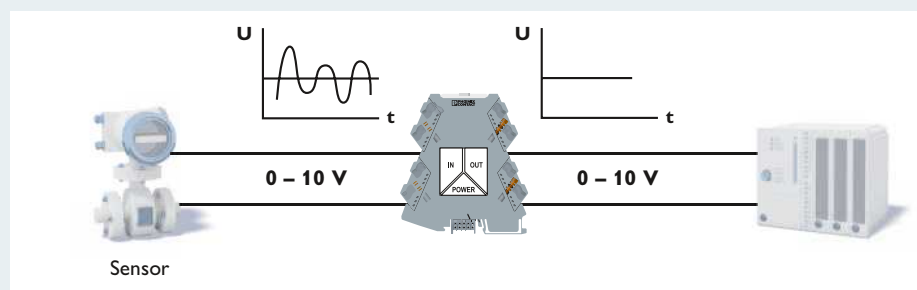 U
t
U
t
IN
OUT
POWER
0 – 10 V
0 – 10 V
Sensor